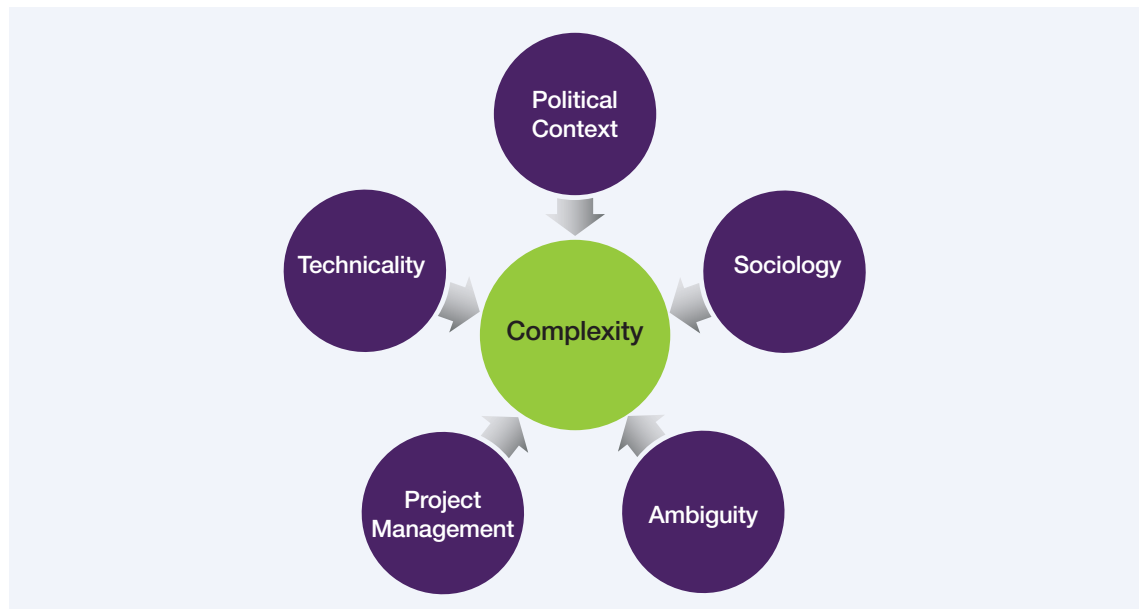 Political
Context
Technicality
Sociology
Complexity
Project
Management
Ambiguity